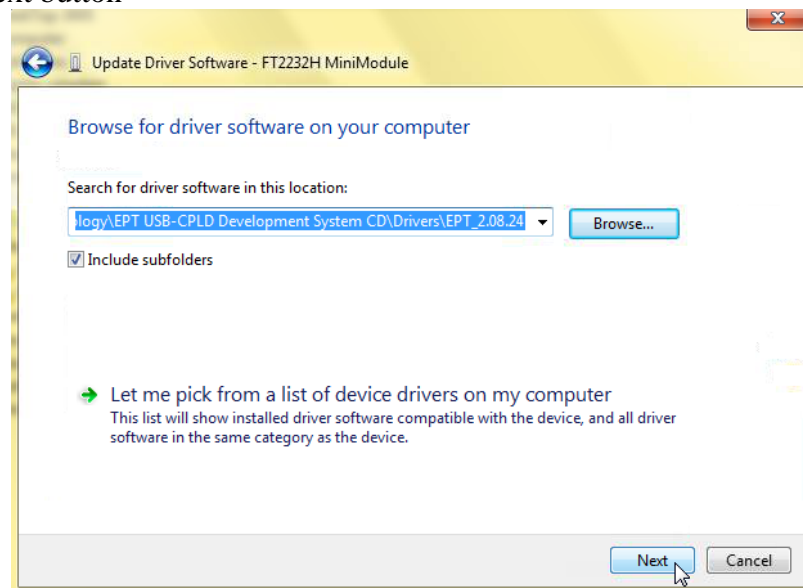 button
X
Update Driver Software - FT2232H MiniModule
Browse for driver software on your computer
Search for driver software in this location:
ology\EPT USB-CPLD Development System CD\Drivers\EPT_2.08.24
Browse...
Include subfolders
Let me pick from a list of device drivers on my computer
This list will show installed driver software compatible with the device, and all driver
software in the same category as the device.
Next
Cancel